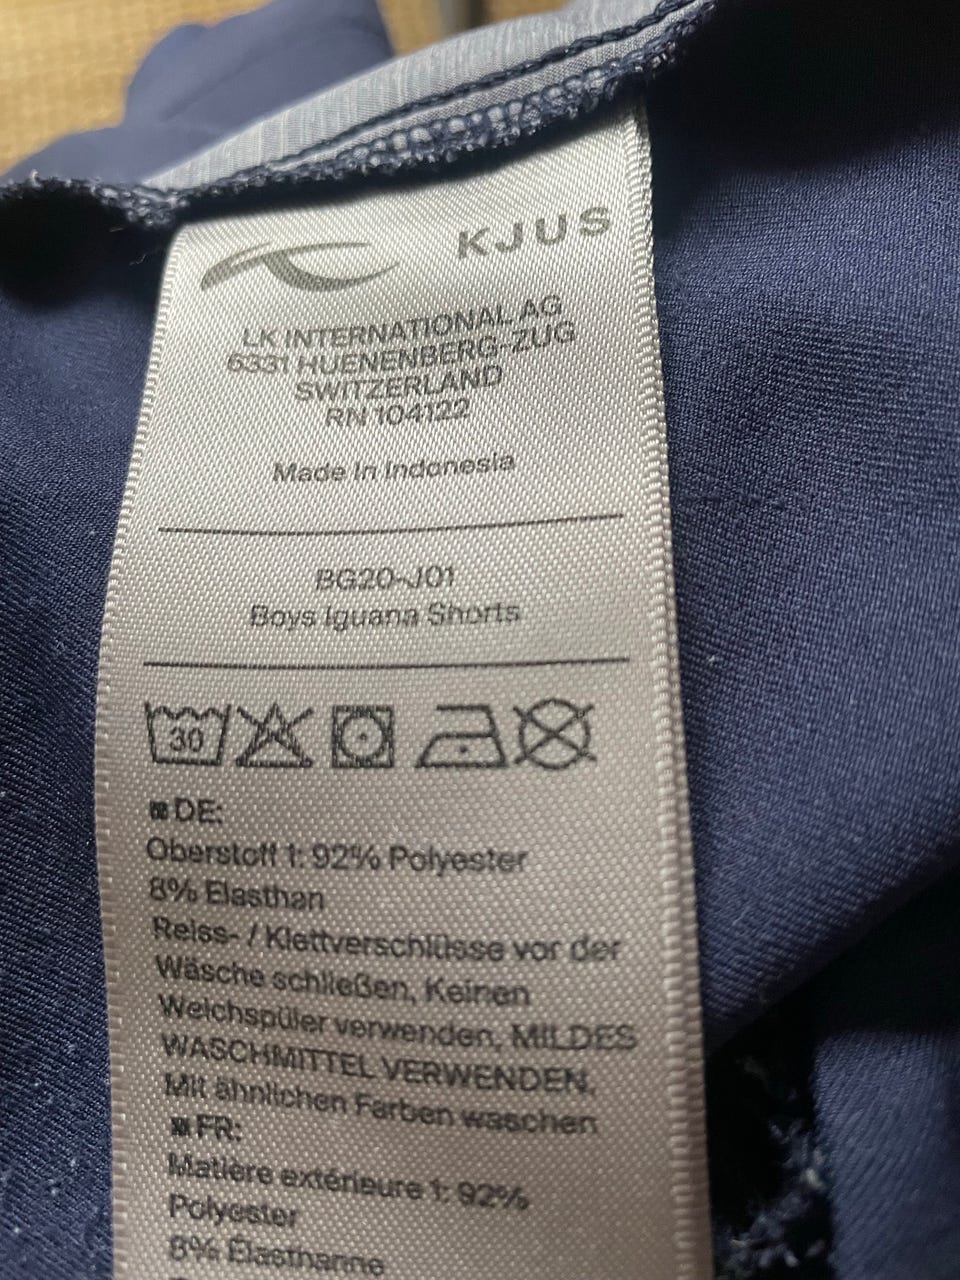 KJUS
LK INTERNATIONAL AG
6331 HUENENBERG-ZUG
SWITZERLAND
RN 104122
Made In Indonesia
BG20-J01
Boys Iguana Shorts
30
DE:
Oberstoff 1: 92% Polyester
8% Elasthan
Reiss- / Klettverschlüsse vor der
Wäsche schließen, Keinen
Weichspüler verwenden, MILDES
WASCHMITTEL VERWENDEN,
Mit ähnlichen Farben waschen
FR:
Matière extérieure 1: 92%
Polyester
8% Élasthanne